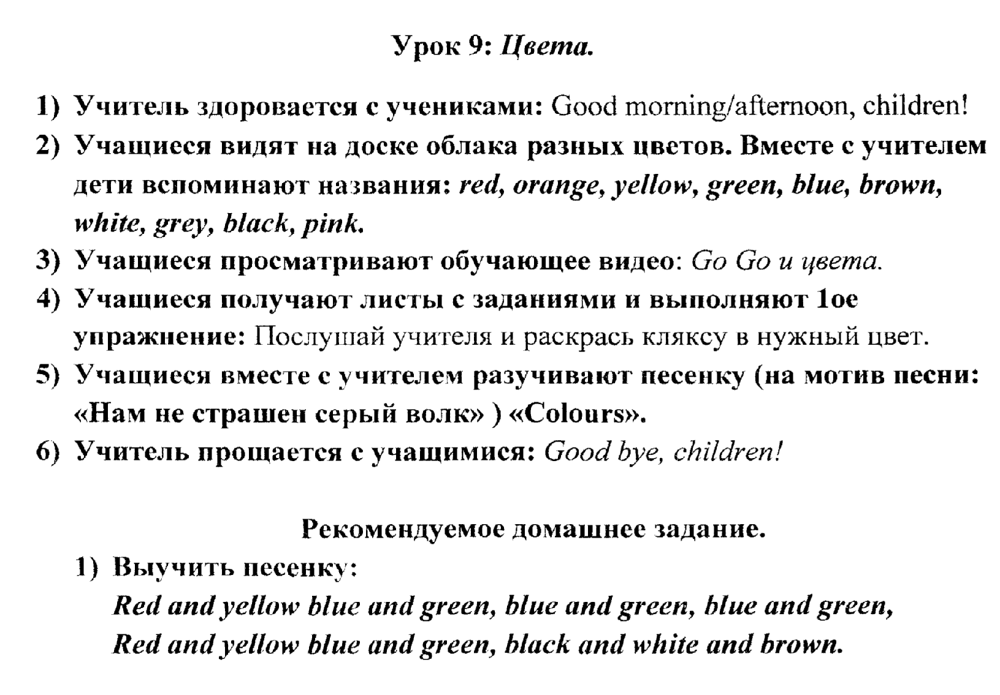 Урок 9: Цвета.
1) Учитель здоровается с учениками: Good morning/afternoon, children!
2) Учащиеся видят на доске облака разных цветов. Вместе с учителем
дети вспоминают названия: red, orange, yellow, green, blue, brown,
white, grey, black, pink.
3) Учащиеся просматривают обучающее видео: Go Go и цвета.
4) Учащиеся получают листы с заданиями и выполняют 1ое
упражнение: Послушай учителя и раскрась кляксу в нужный цвет.
5) Учащиеся вместе с учителем разучивают песенку (на мотив песни:
«Нам не страшен серый волк» ) «Colours».
6) Учитель прощается с учащимися: Good bye, children!
Рекомендуемое домашнее задание.
1) Выучить песенку:
Red and yellow blue and green, blue and green, blue and green,
Red and yellow blue and green, black and white and brown.